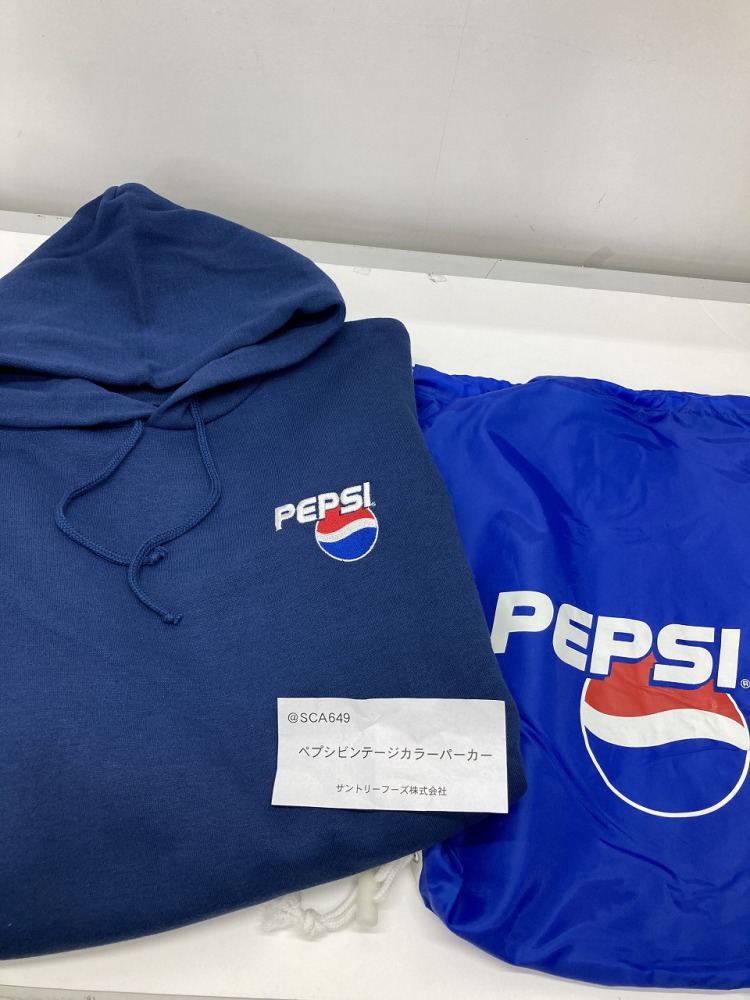 PEPSI
PEPSI®
@SCA649
ペプシビンテージカラーパーカー
サントリーフーズ株式会社